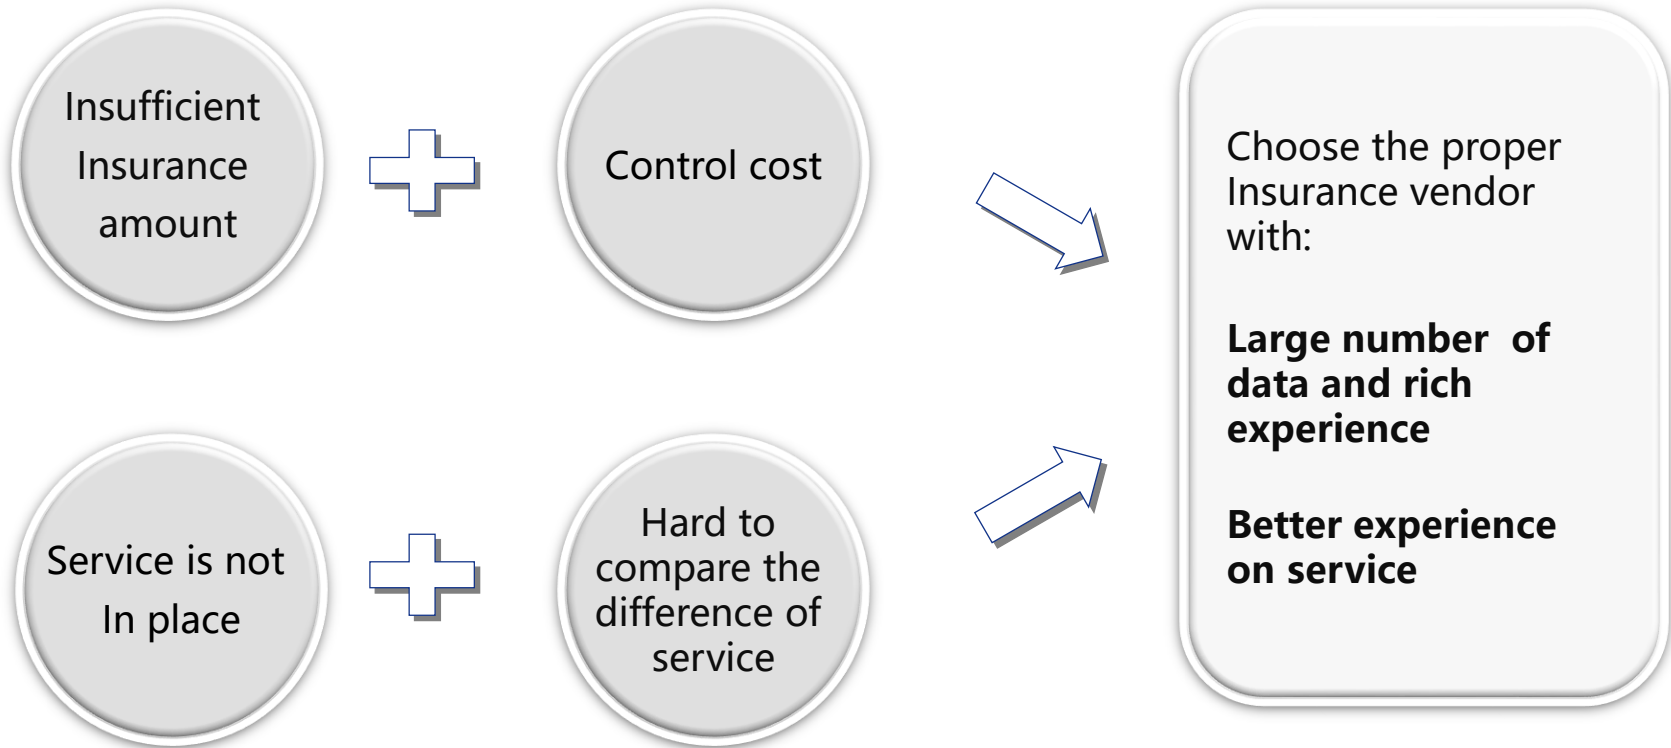 Insufficient
Insurance
amount
Control cost
Service is not
In place
Hard to
compare the
difference of
service
Choose the proper
Insurance vendor
with:
Large number  of
data and rich
experience
Better experience
on service